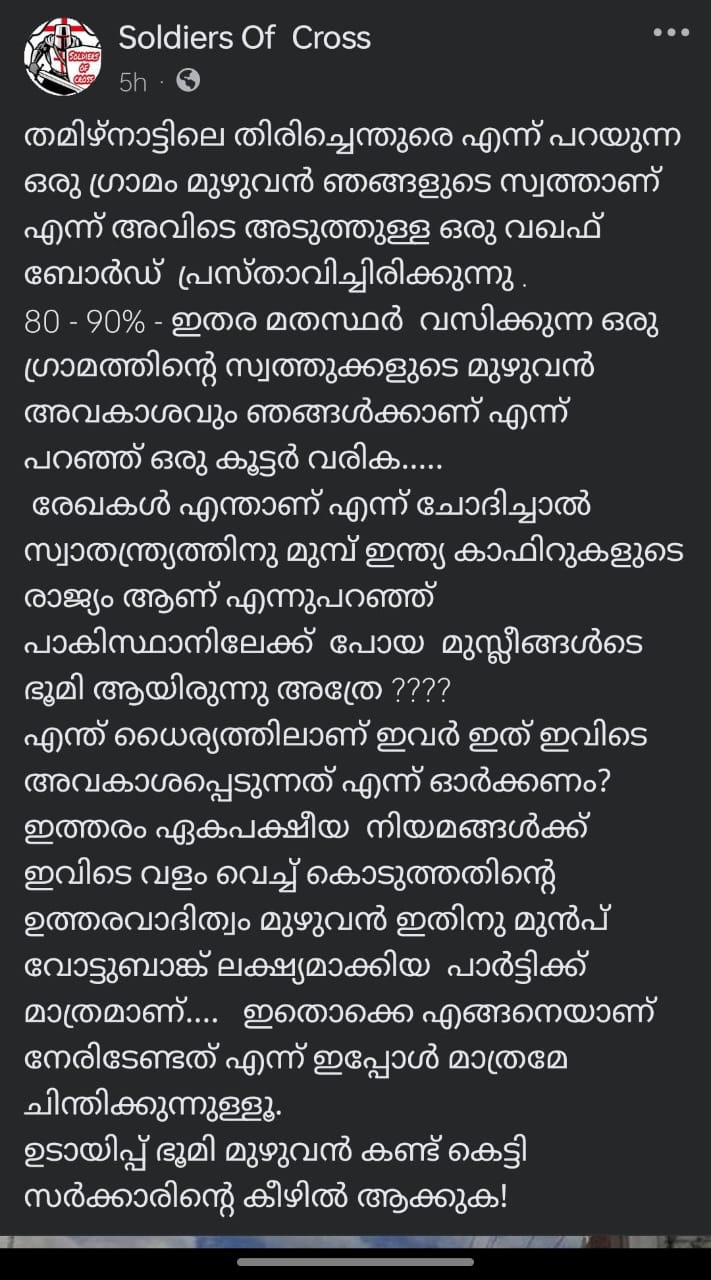 Soldiers Of Cross
SOLDIERS
OF
CROSS
5h ·
തമിഴ്നാട്ടിലെ തിരിച്ചെന്തുരെ എന്ന് പറയുന്ന
ഒരു ഗ്രാമം മുഴുവൻ ഞങ്ങളുടെ സ്വത്താണ്
എന്ന് അവിടെ അടുത്തുള്ള ഒരു വഖഫ്
ബോർഡ് പ്രസ്താവിച്ചിരിക്കുന്നു .
80 - 90% - ഇതര മതസ്ഥർ വസിക്കുന്ന ഒരു
ഗ്രാമത്തിന്റെ സ്വത്തുക്കളുടെ മുഴുവൻ
അവകാശവും ഞങ്ങൾക്കാണ് എന്ന്
പറഞ്ഞ് ഒരു കൂട്ടർ വരിക.....
രേഖകൾ എന്താണ് എന്ന് ചോദിച്ചാൽ
സ്വാതന്ത്ര്യത്തിനു മുമ്പ് ഇന്ത്യ കാഫിറുകളുടെ
രാജ്യം ആണ് എന്നുപറഞ്ഞ്
പാകിസ്ഥാനിലേക്ക് പോയ മുസ്ലീങ്ങൾടെ
ഭൂമി ആയിരുന്നു അത്രേ ????
എന്ത് ധൈര്യത്തിലാണ് ഇവർ ഇത് ഇവിടെ
അവകാശപ്പെടുന്നത് എന്ന് ഓർക്കണം?
ഇത്തരം ഏകപക്ഷീയ നിയമങ്ങൾക്ക്
ഇവിടെ വളം വെച്ച് കൊടുത്തതിന്റെ
ഉത്തരവാദിത്വം മുഴുവൻ ഇതിനു മുൻപ്
വോട്ടുബാങ്ക് ലക്ഷ്യമാക്കിയ പാർട്ടിക്ക്
മാത്രമാണ്.... ഇതൊക്കെ എങ്ങനെയാണ്
നേരിടേണ്ടത് എന്ന് ഇപ്പോൾ മാത്രമേ
ചിന്തിക്കുന്നുള്ളൂ.
ഉടായിപ്പ് ഭൂമി മുഴുവൻ കണ്ട് കെട്ടി
സർക്കാരിന്റെ കീഴിൽ ആക്കുക!